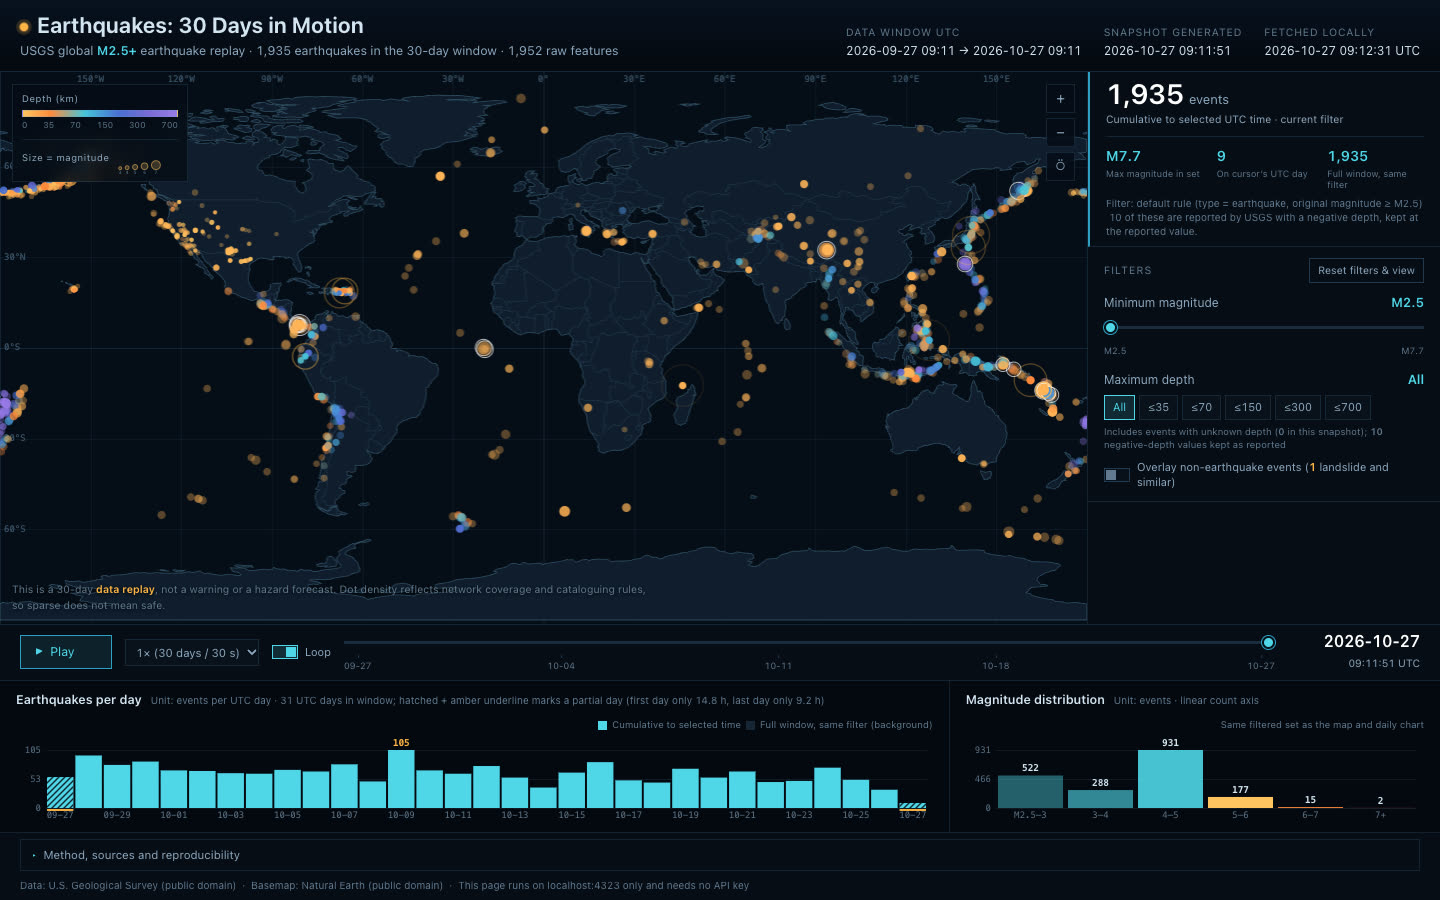 Earthquakes: 30 Days in Motion
USGS global M2.5+ earthquake replay · 1,935 earthquakes in the 30-day window · 1,952 raw features
DATA WINDOW UTC
2026-09-27 09:11 → 2026-10-27 09:11
SNAPSHOT GENERATED
2026-10-27 09:11:51
FETCHED LOCALLY
2026-10-27 09:12:31 UTC
150°W 120°W 90°W 60°W 30°W 0° 30°E 60°E 90°E 120°E 150°E
Depth (km)
0 35 70 150 300 700
Size = magnitude
30°N
0°S
60°S
+
−
This is a 30-day data replay, not a warning or a hazard forecast. Dot density reflects network coverage and cataloguing rules,
so sparse does not mean safe.
1,935 events
Cumulative to selected UTC time · current filter
M7.7
Max magnitude in set
9
On cursor's UTC day
1,935
Full window, same
filter
Filter: default rule (type = earthquake, original magnitude ≥ M2.5)
10 of these are reported by USGS with a negative depth, kept at
the reported value.
FILTERS
Reset filters & view
Minimum magnitude M2.5
M2.5 M7.7
Maximum depth All
All ≤35 ≤70 ≤150 ≤300 ≤700
Includes events with unknown depth (0 in this snapshot); 10
negative-depth values kept as reported
Overlay non-earthquake events (1 landslide and
similar)
Play
1× (30 days / 30 s)
Loop
09-27 10-04 10-11 10-18 10-27
2026-10-27
09:11:51 UTC
Earthquakes per day Unit: events per UTC day · 31 UTC days in window; hatched + amber underline marks a partial day (first day only 14.8 h, last day only 9.2 h)
Cumulative to selected time Full window, same filter (background)
105
105
53
0
09-27 09-29 10-01 10-03 10-05 10-07 10-09 10-11 10-13 10-15 10-17 10-19 10-21 10-23 10-25 10-27
Magnitude distribution Unit: events · linear count axis
Same filtered set as the map and daily chart
931
466
0
522 288 931 177 15 2
M2.5–3 3–4 4–5 5–6 6–7 7+
Method, sources and reproducibility
Data: U.S. Geological Survey (public domain) · Basemap: Natural Earth (public domain) · This page runs on localhost:4323 only and needs no API key